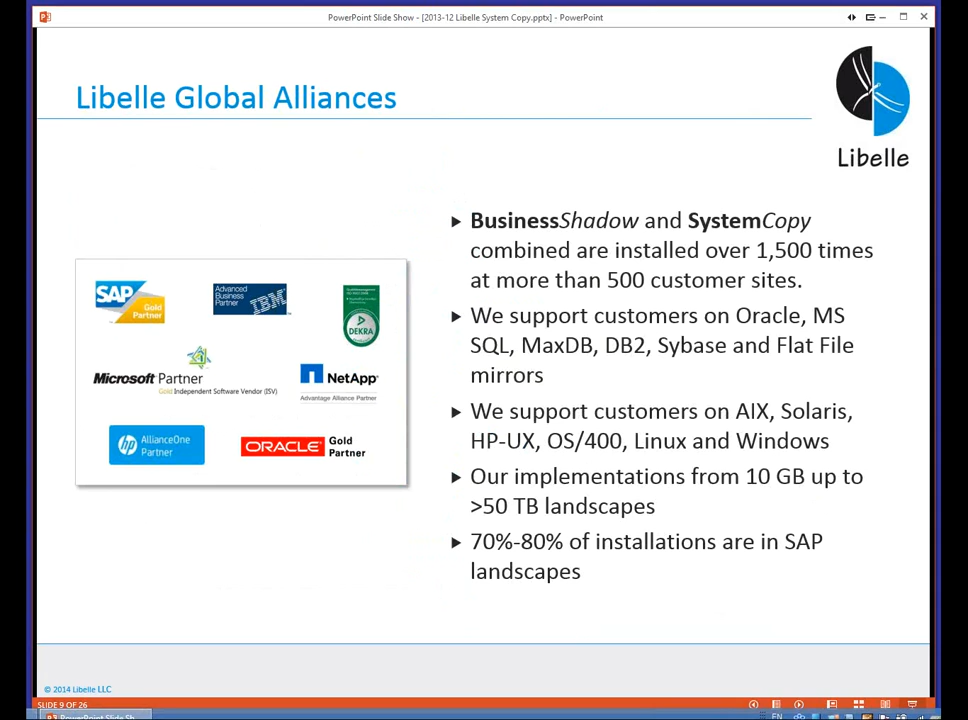 PowerPoint Slide Show - [2013-12 Libelle System Copy.pptx] - PowerPoint
Libelle Global Alliances
Libelle
BusinessShadow and SystemCopy
combined are installed over 1,500 times
at more than 500 customer sites.
We support customers on Oracle, MS
SQL, MaxDB, DB2, Sybase and Flat File
mirrors
We support customers on AIX, Solaris,
HP-UX, OS/400, Linux and Windows
Our implementations from 10 GB up to
>50 TB landscapes
70%-80% of installations are in SAP
landscapes
SAP Gold
Partner
Advanced
Business
Partner IBM
DEKRA
Microsoft Partner
Gold Independent Software Vendor (ISV)
NetApp
Advantage Alliance Partner
hp AllianceOne
Partner
ORACLE Gold
Partner
© 2014 Libelle LLC
SLIDE 9 OF 26
PowerPoint Slide Sh
EN